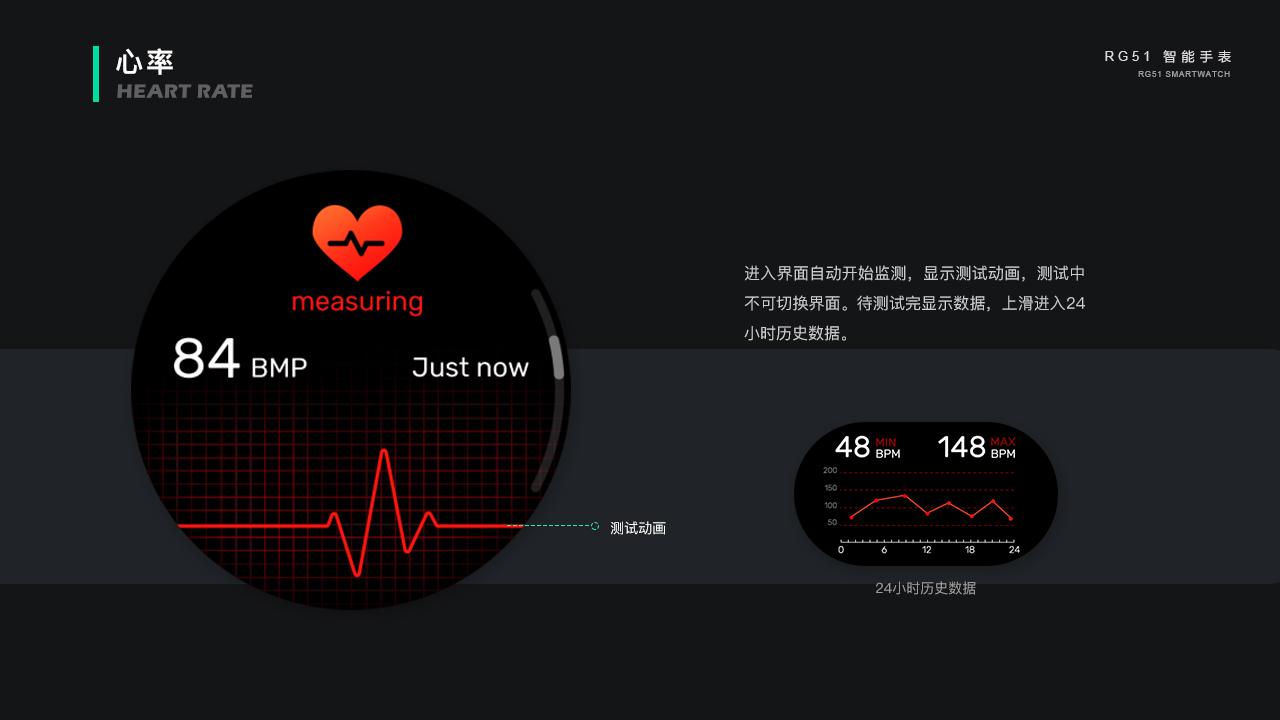 心率
HEART RATE
RG51 智能手表
RG51 SMARTWATCH
measuring
84 BMP
Just now
测试动画
进入界面自动开始监测，显示测试动画，测试中
不可切换界面。待测试完显示数据，上滑进入24
小时历史数据。
48 MIN BPM
148 MAX BPM
200
150
100
50
0 6 12 18 24
24小时历史数据